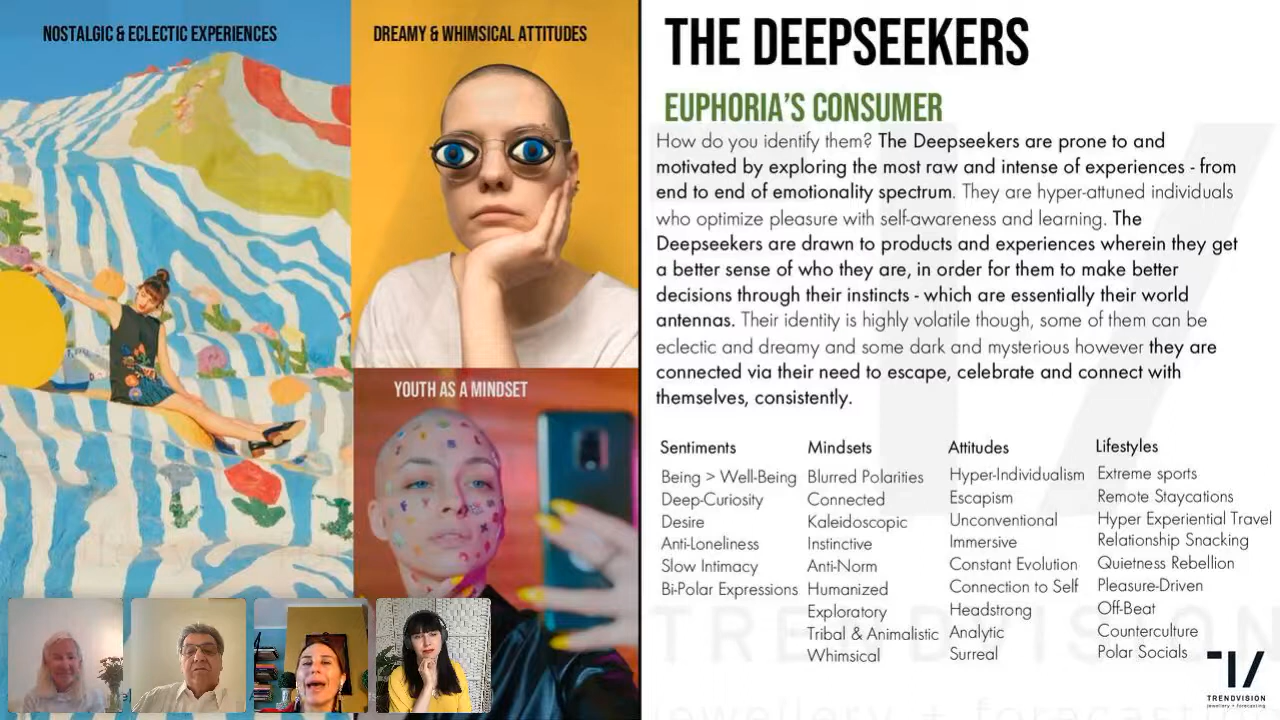 NOSTALGIC & ECLECTIC EXPERIENCES
DREAMY & WHIMSICAL ATTITUDES
YOUTH AS A MINDSET
THE DEEPSEEKERS
EUPHORIA'S CONSUMER
How do you identify them? The Deepseekers are prone to and
motivated by exploring the most raw and intense of experiences - from
end to end of emotionality spectrum. They are hyper-attuned individuals
who optimize pleasure with self-awareness and learning. The
Deepseekers are drawn to products and experiences wherein they get
a better sense of who they are, in order for them to make better
decisions through their instincts - which are essentially their world
antennas. Their identity is highly volatile though, some of them can be
eclectic and dreamy and some dark and mysterious however they are
connected via their need to escape, celebrate and connect with
themselves, consistently.
Sentiments
Being > Well-Being
Deep-Curiosity
Desire
Anti-Loneliness
Slow Intimacy
Bi-Polar Expressions
Mindsets
Blurred Polarities
Connected
Kaleidoscopic
Instinctive
Anti-Norm
Humanized
Exploratory
Tribal & Animalistic
Whimsical
Attitudes
Hyper-Individualism
Escapism
Unconventional
Immersive
Constant Evolution
Connection to Self
Headstrong
Analytic
Surreal
Lifestyles
Extreme sports
Remote Staycations
Hyper Experiential Travel
Relationship Snacking
Quietness Rebellion
Pleasure-Driven
Off-Beat
Counterculture
Polar Socials
TRENDVISION
jewellery + forecasting
TRENDVISION
jewellery + forecasting